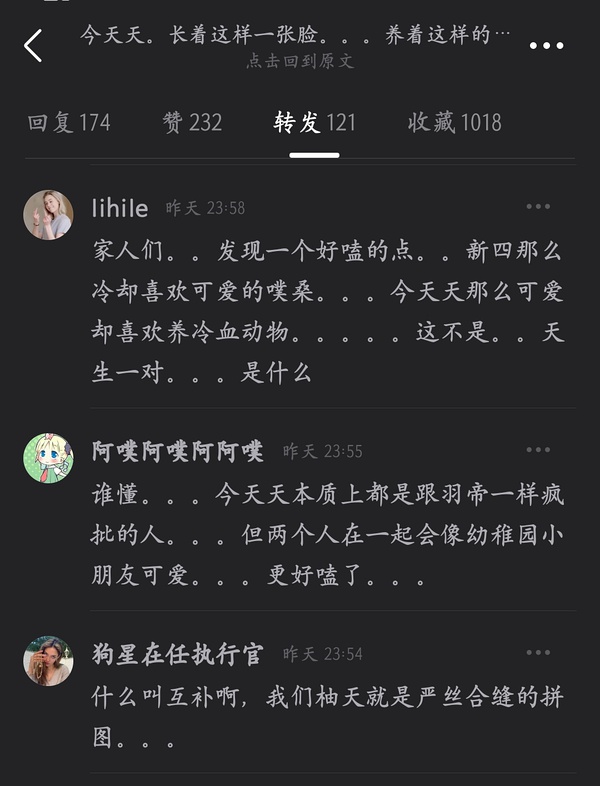 今天天。长着这样一张脸。。。养着这样的…
点击回到原文
回复 174 赞 232 转发 121 收藏 1018
lihile 昨天 23:58
家人们。。发现一个好嗑的点。。新四那么
冷却喜欢可爱的噗桑。。。今天天那么可爱
却喜欢养冷血动物。。。。。这不是。。天
生一对。。。是什么
阿噗阿噗阿阿噗 昨天 23:55
谁懂。。。今天天本质上都是跟羽帝一样疯
批的人。。。但两个人在一起会像幼稚园小
朋友可爱。。。更好嗑了。。。
狗星在任执行官 昨天 23:54
什么叫互补啊，我们柚天就是严丝合缝的拼
图。。。